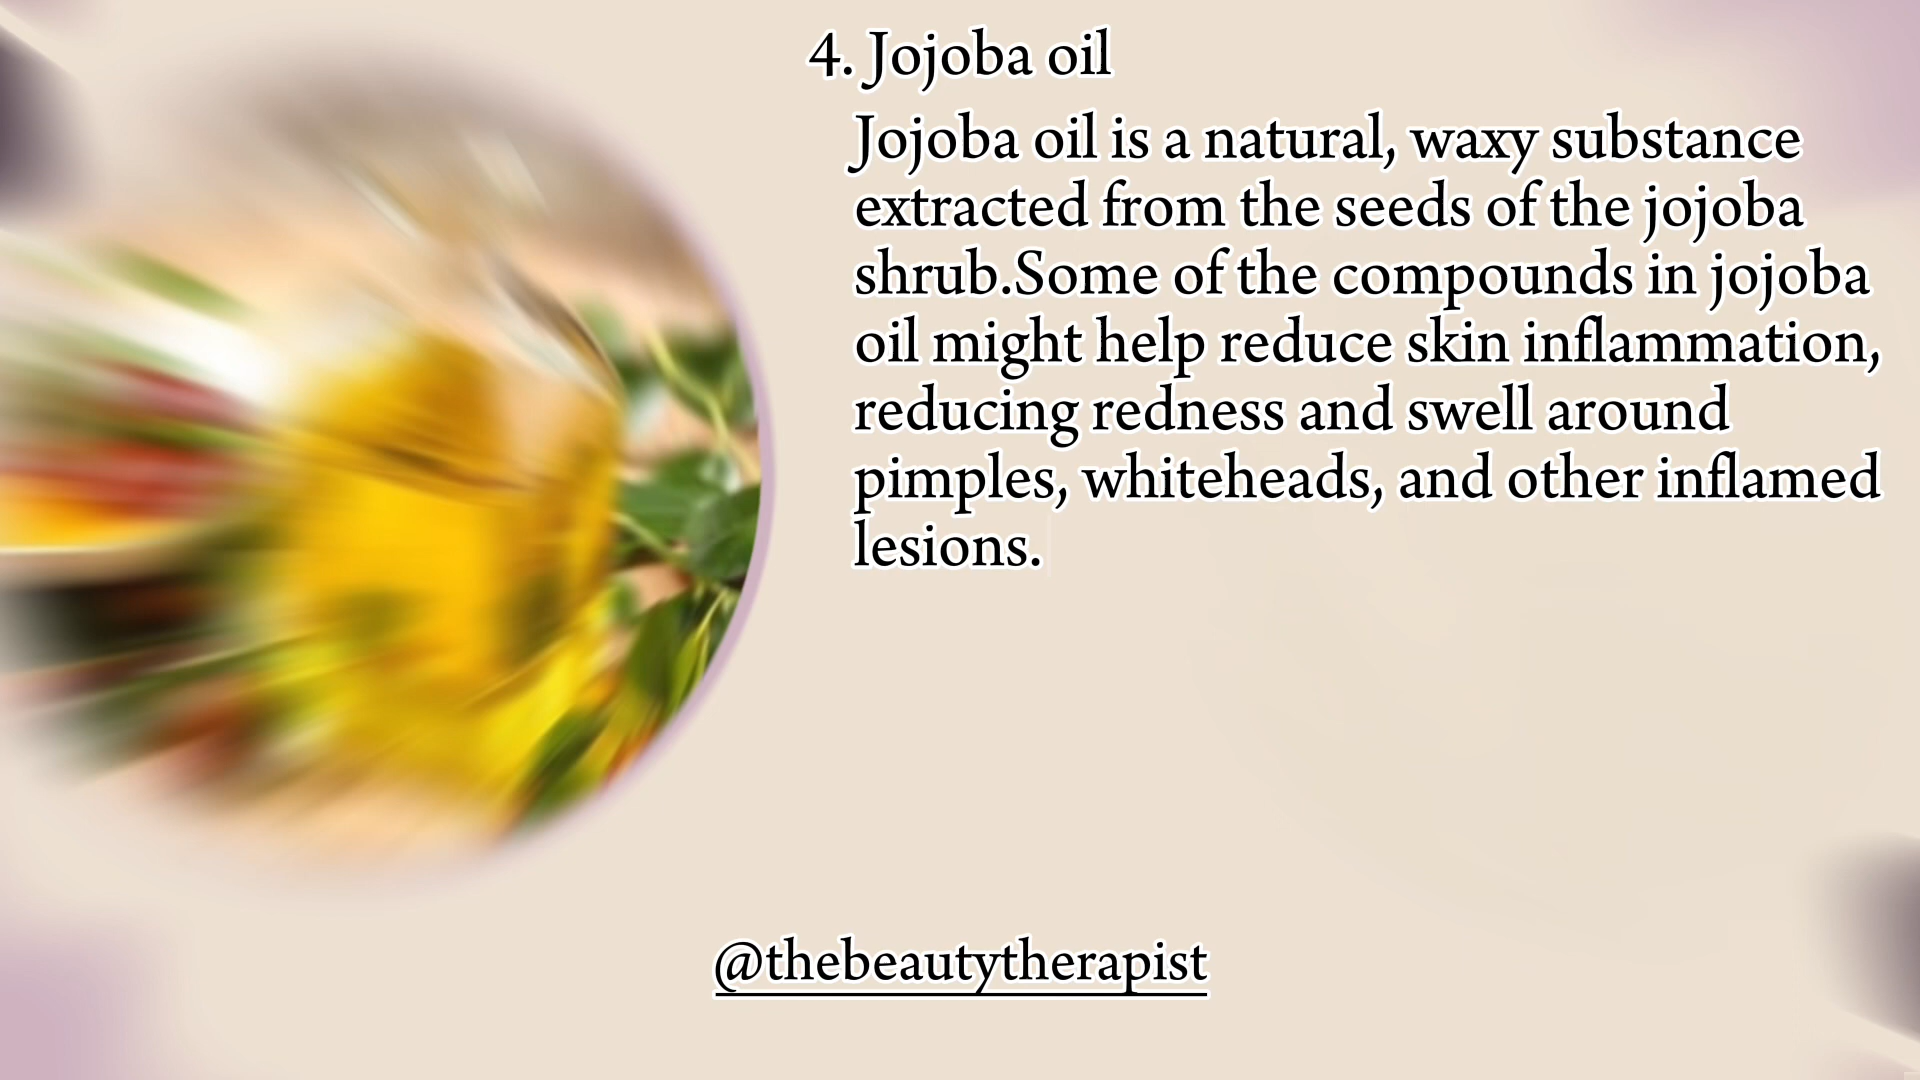 4. Jojoba oil
Jojoba oil is a natural, waxy substance
extracted from the seeds of the jojoba
shrub.Some of the compounds in jojoba
oil might help reduce skin inflammation,
reducing redness and swell around
pimples, whiteheads, and other inflamed
lesions.
@thebeautytherapist